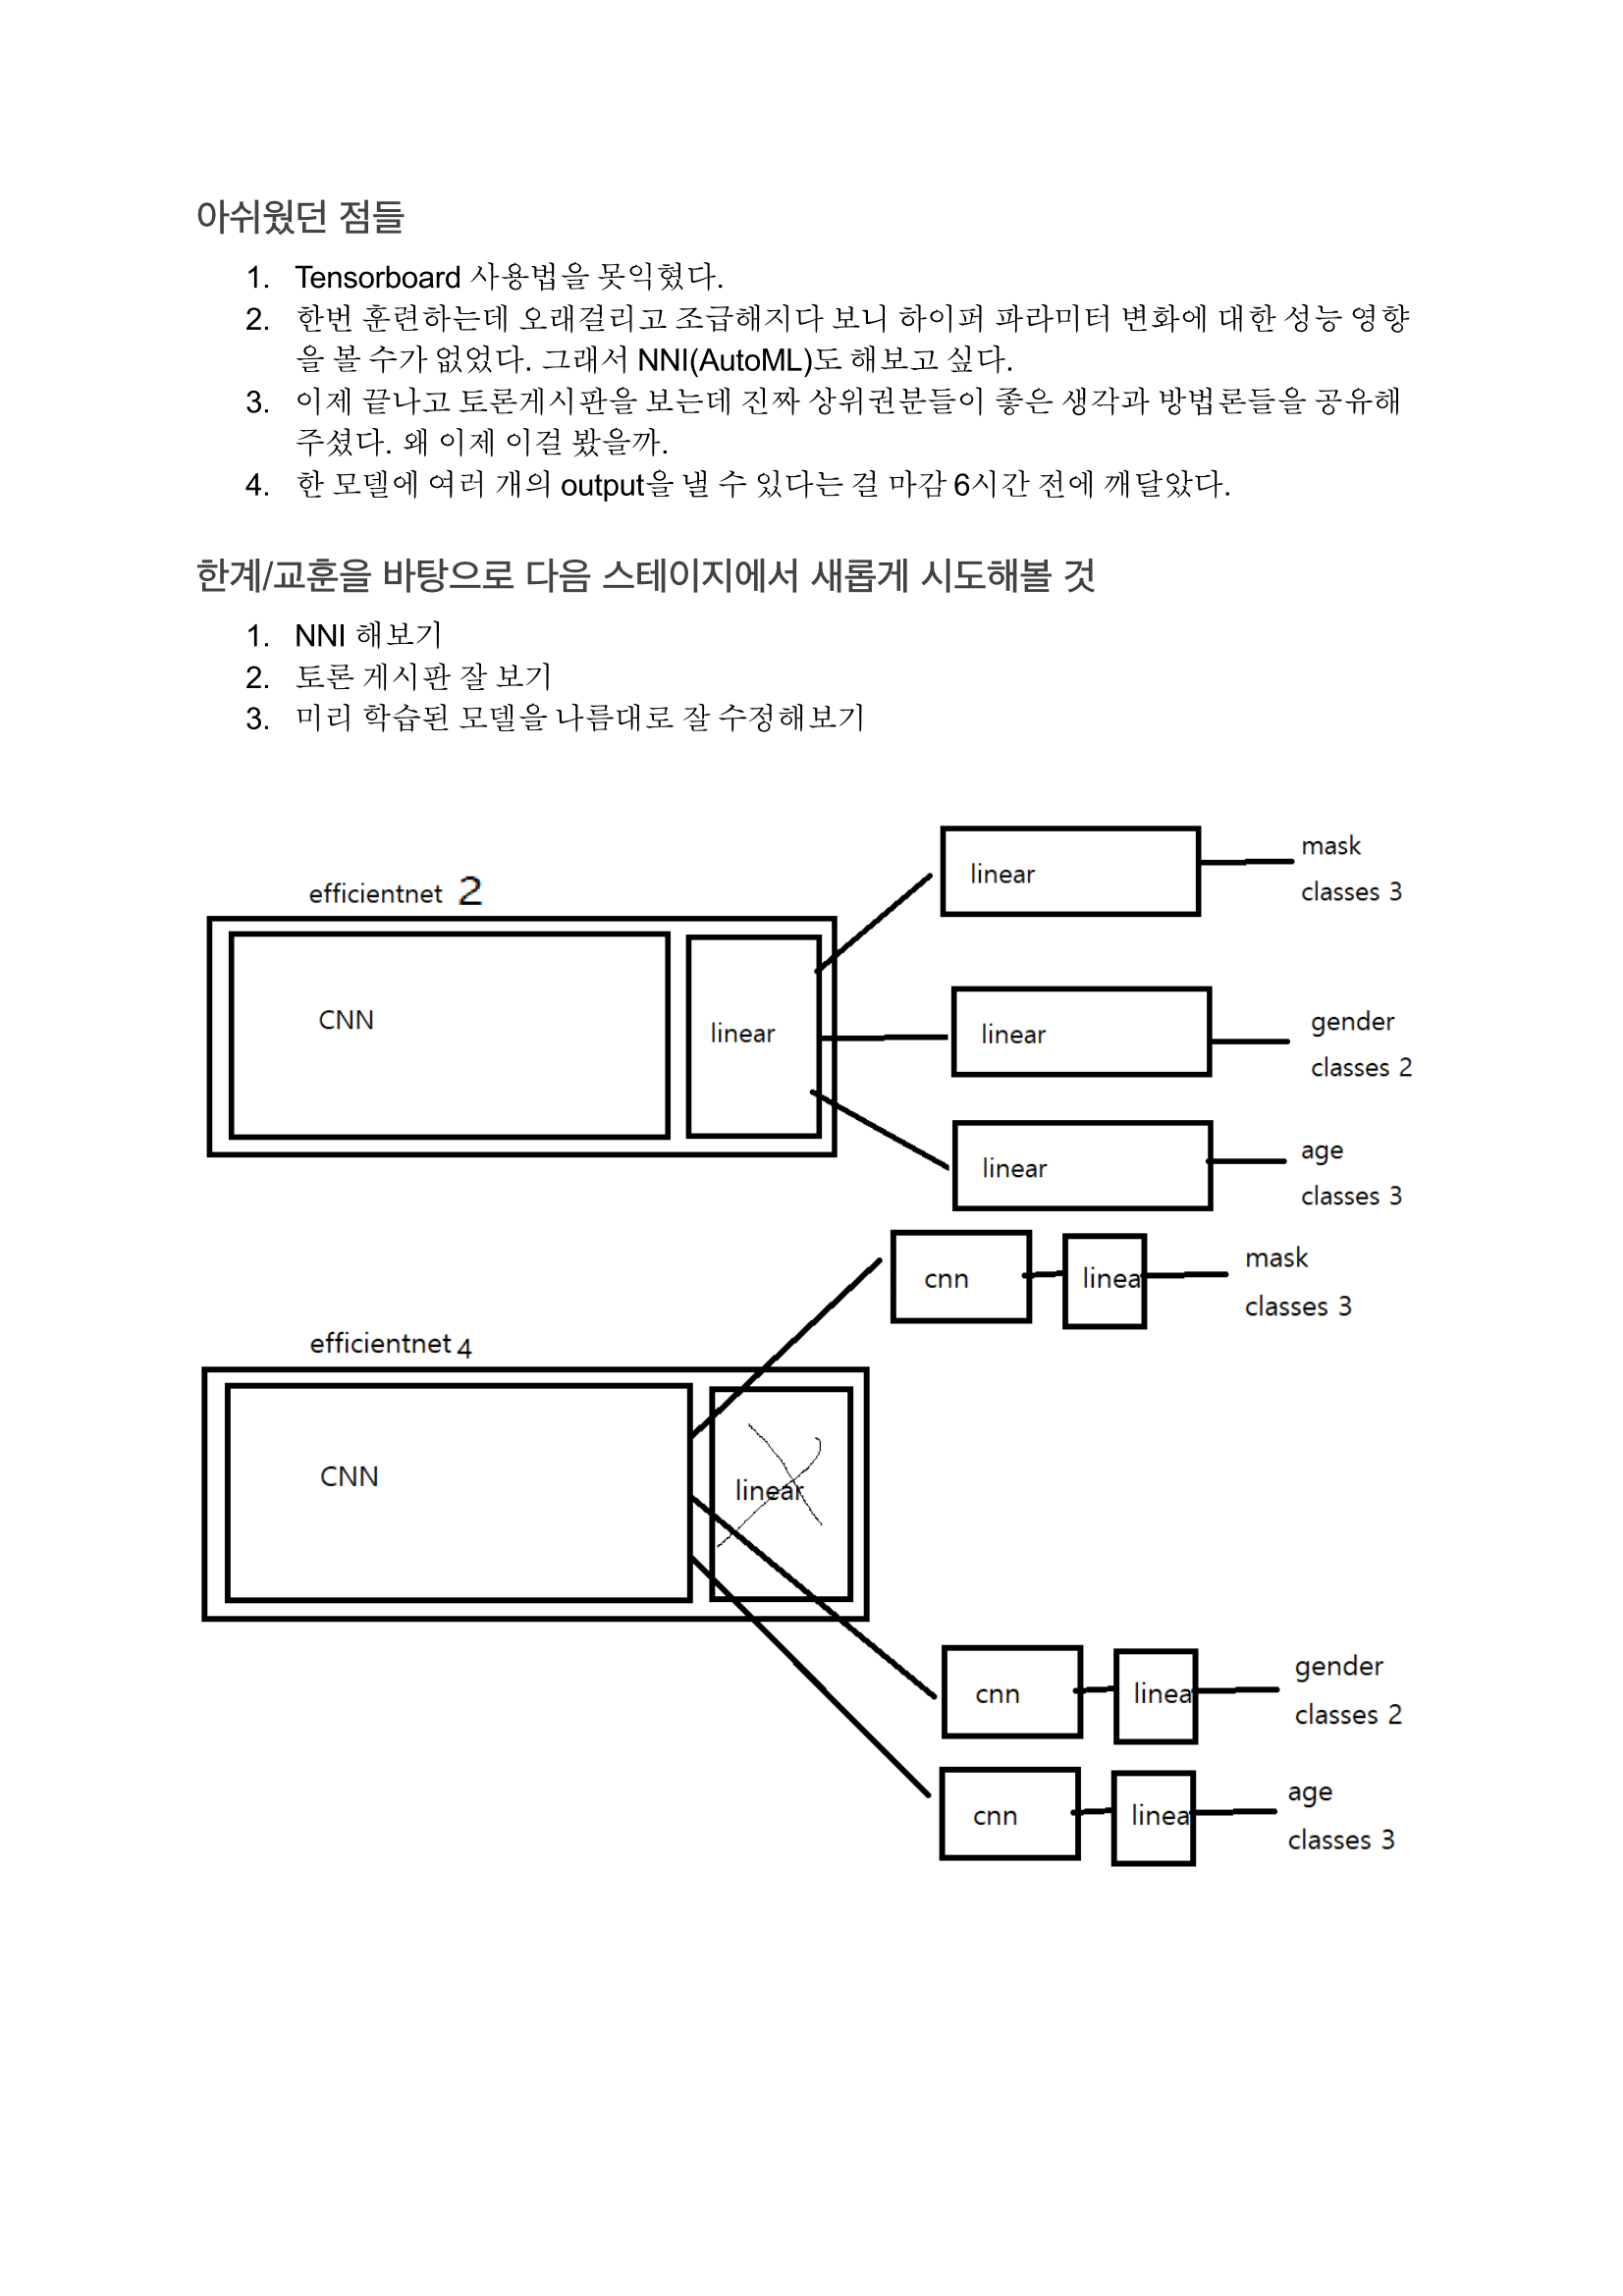 아쉬웠던 점들
1. Tensorboard 사용법을 못익혔다.
2. 한번 훈련하는데 오래걸리고 조급해지다 보니 하이퍼 파라미터 변화에 대한 성능 영향
을 볼 수가 없었다. 그래서 NNI(AutoML)도 해보고 싶다.
3. 이제 끝나고 토론게시판을 보는데 진짜 상위권분들이 좋은 생각과 방법론들을 공유해
주셨다. 왜 이제 이걸 봤을까.
4. 한 모델에 여러 개의 output을 낼 수 있다는 걸 마감 6시간 전에 깨달았다.
한계/교훈을 바탕으로 다음 스테이지에서 새롭게 시도해볼 것
1. NNI 해보기
2. 토론 게시판 잘 보기
3. 미리 학습된 모델을 나름대로 잘 수정해보기
efficientnet 2
CNN
linear
linear
mask
classes 3
linear
gender
classes 2
linear
age
classes 3
efficientnet 4
CNN
linear
cnn
linea
mask
classes 3
cnn
linea
gender
classes 2
cnn
linea
age
classes 3